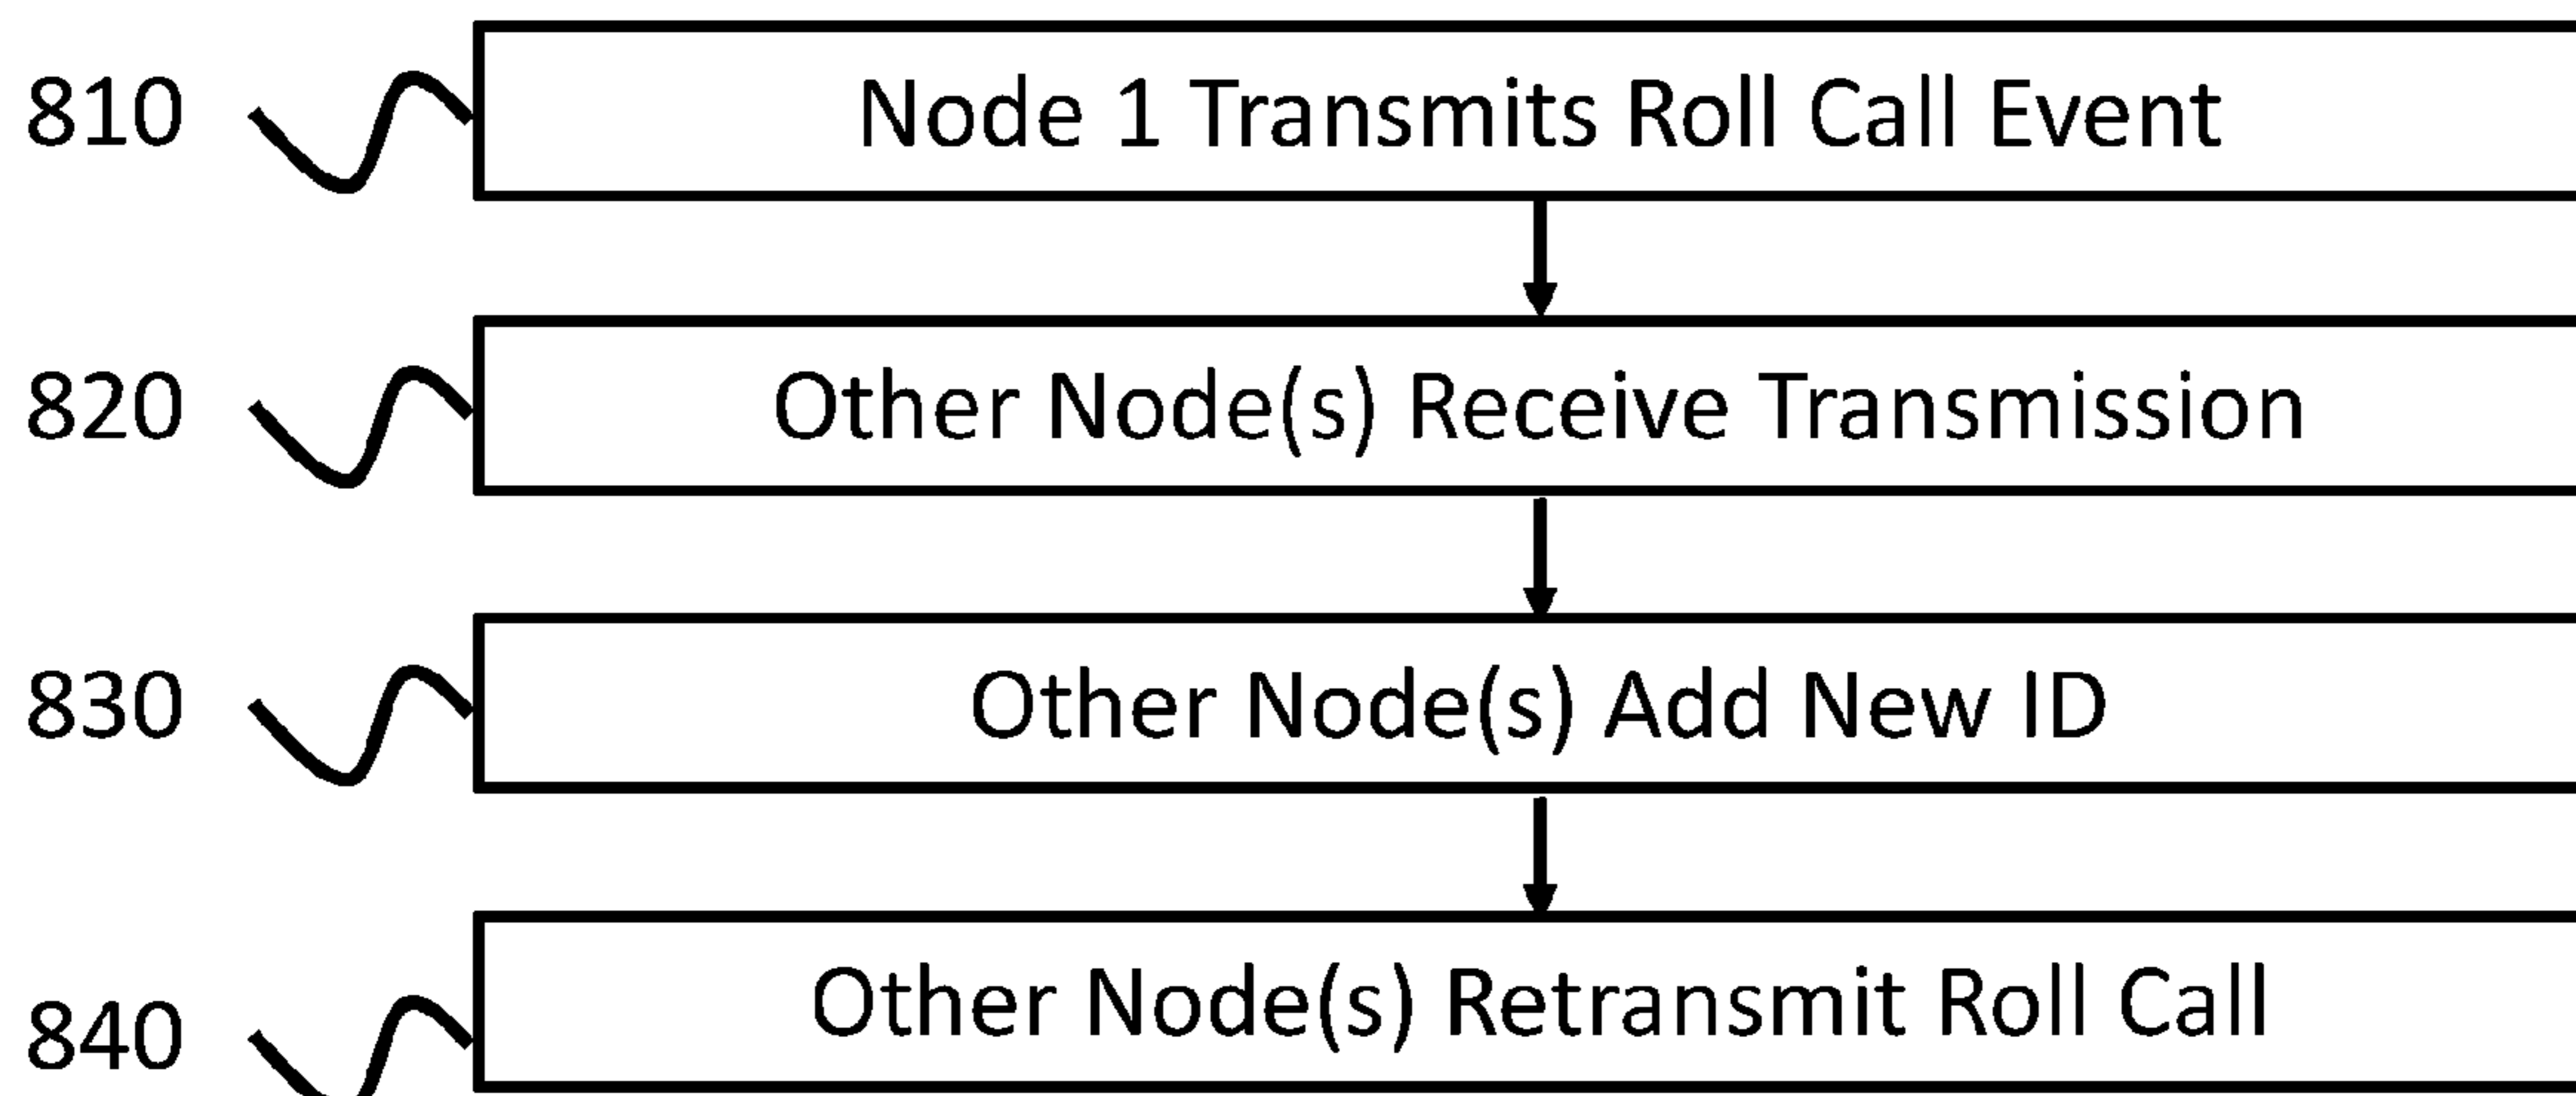 810 Node 1 Transmits Roll Call Event
820 Other Node(s) Receive Transmission
830 Other Node(s) Add New ID
840 Other Node(s) Retransmit Roll Call